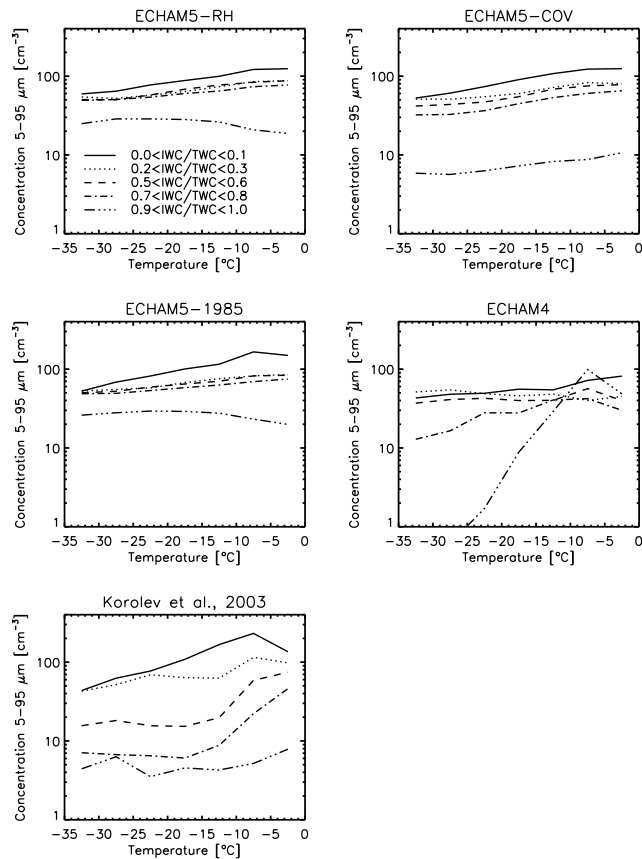 ECHAM5-RH
Concentration 5-95 µm [cm⁻³]
100
10
1
0.0<IWC/TWC<0.1
0.2<IWC/TWC<0.3
0.5<IWC/TWC<0.6
0.7<IWC/TWC<0.8
0.9<IWC/TWC<1.0
-35 -30 -25 -20 -15 -10 -5 0
Temperature [°C]
ECHAM5-COV
Concentration 5-95 µm [cm⁻³]
100
10
1
-35 -30 -25 -20 -15 -10 -5 0
Temperature [°C]
ECHAM5-1985
Concentration 5-95 µm [cm⁻³]
100
10
1
-35 -30 -25 -20 -15 -10 -5 0
Temperature [°C]
ECHAM4
Concentration 5-95 µm [cm⁻³]
100
10
1
-35 -30 -25 -20 -15 -10 -5 0
Temperature [°C]
Korolev et al., 2003
Concentration 5-95 µm [cm⁻³]
100
10
1
-35 -30 -25 -20 -15 -10 -5 0
Temperature [°C]